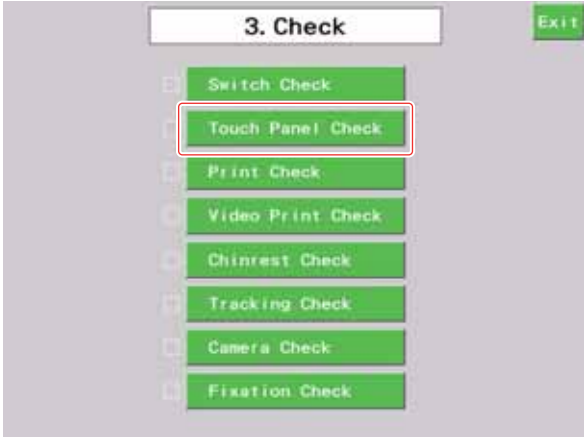 3. Check
Exit
Switch Check
Touch Panel Check
Print Check
Video Print Check
Chinrest Check
Tracking Check
Camera Check
Fixation Check